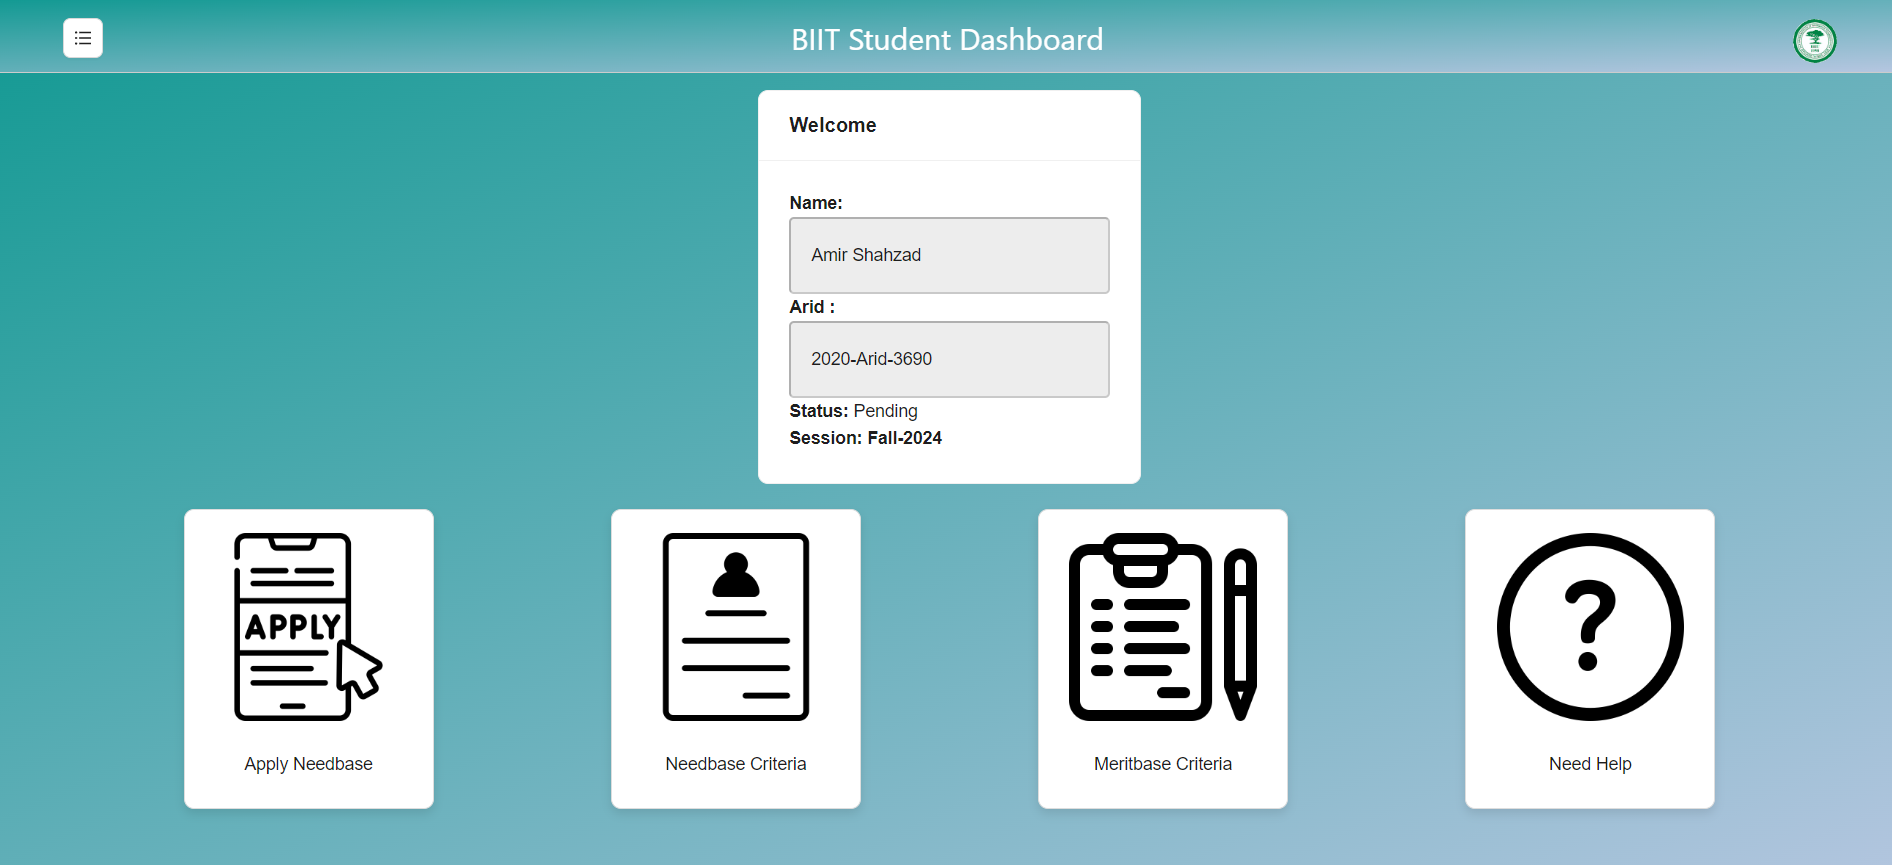 BIIT Student Dashboard
Welcome
Name:
Amir Shahzad
Arid :
2020-Arid-3690
Status: Pending
Session: Fall-2024
APPLY
Apply Needbase
Needbase Criteria
Meritbase Criteria
?
Need Help